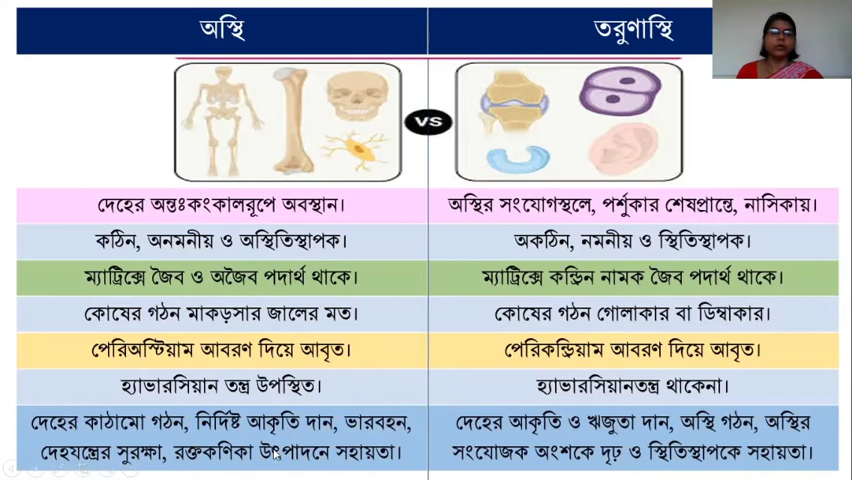 অস্থি
তরুণাস্থি
VS
দেহের অন্তঃকংকালরূপে অবস্থান।
অস্থির সংযোগস্থলে, পর্শুকার শেষপ্রান্তে, নাসিকায়।
কঠিন, অনমনীয় ও অস্থিতিস্থাপক।
অকঠিন, নমনীয় ও স্থিতিস্থাপক।
ম্যাট্রিক্সে জৈব ও অজৈব পদার্থ থাকে।
ম্যাট্রিক্সে কন্ড্রিন নামক জৈব পদার্থ থাকে।
কোষের গঠন মাকড়সার জালের মত।
কোষের গঠন গোলাকার বা ডিম্বাকার।
পেরিঅস্টিয়াম আবরণ দিয়ে আবৃত।
পেরিকন্ড্রিয়াম আবরণ দিয়ে আবৃত।
হ্যাভারসিয়ান তন্ত্র উপস্থিত।
হ্যাভারসিয়ানতন্ত্র থাকেনা।
দেহের কাঠামো গঠন, নির্দিষ্ট আকৃতি দান, ভারবহন,
দেহযন্ত্রের সুরক্ষা, রক্তকণিকা উৎপাদনে সহায়তা।
দেহের আকৃতি ও ঋজুতা দান, অস্থি গঠন, অস্থির
সংযোজক অংশকে দৃঢ় ও স্থিতিস্থাপকে সহায়তা।